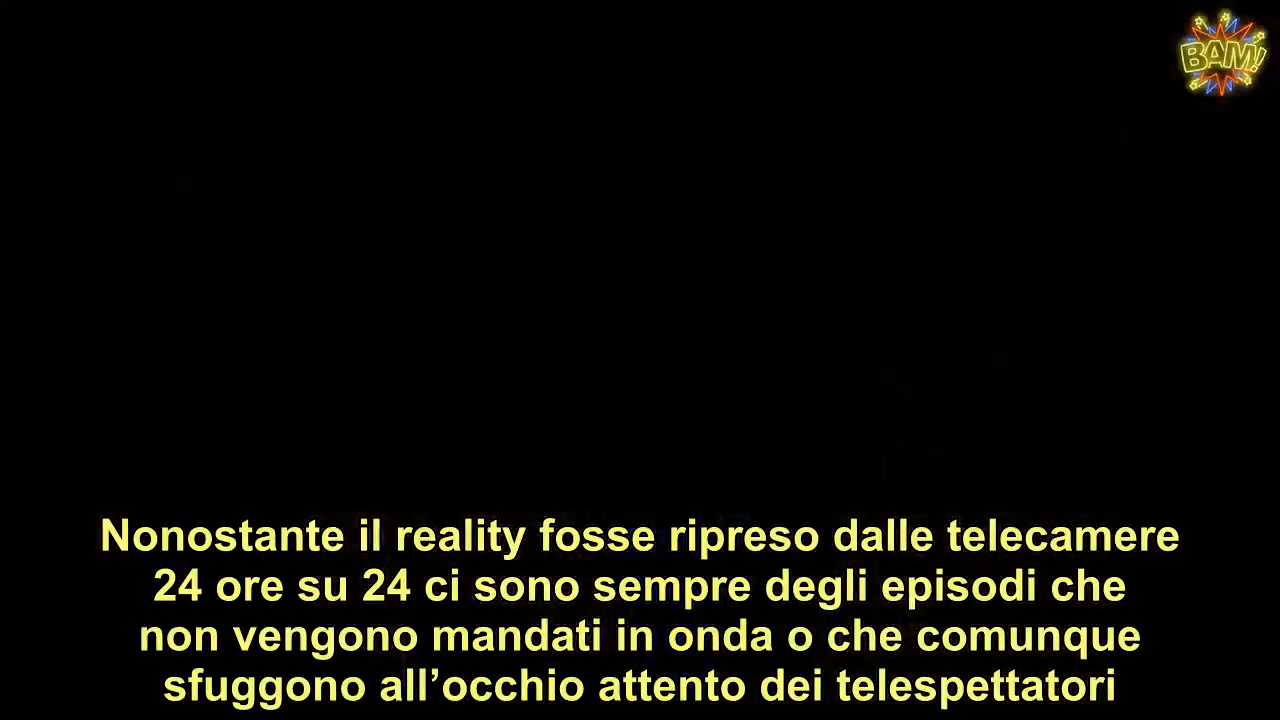 BAM!
Nonostante il reality fosse ripreso dalle telecamere
24 ore su 24 ci sono sempre degli episodi che
non vengono mandati in onda o che comunque
sfuggono all’occhio attento dei telespettatori